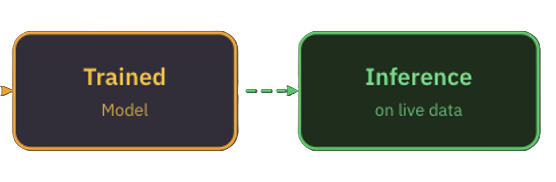 Trained
Model
Inference
on live data